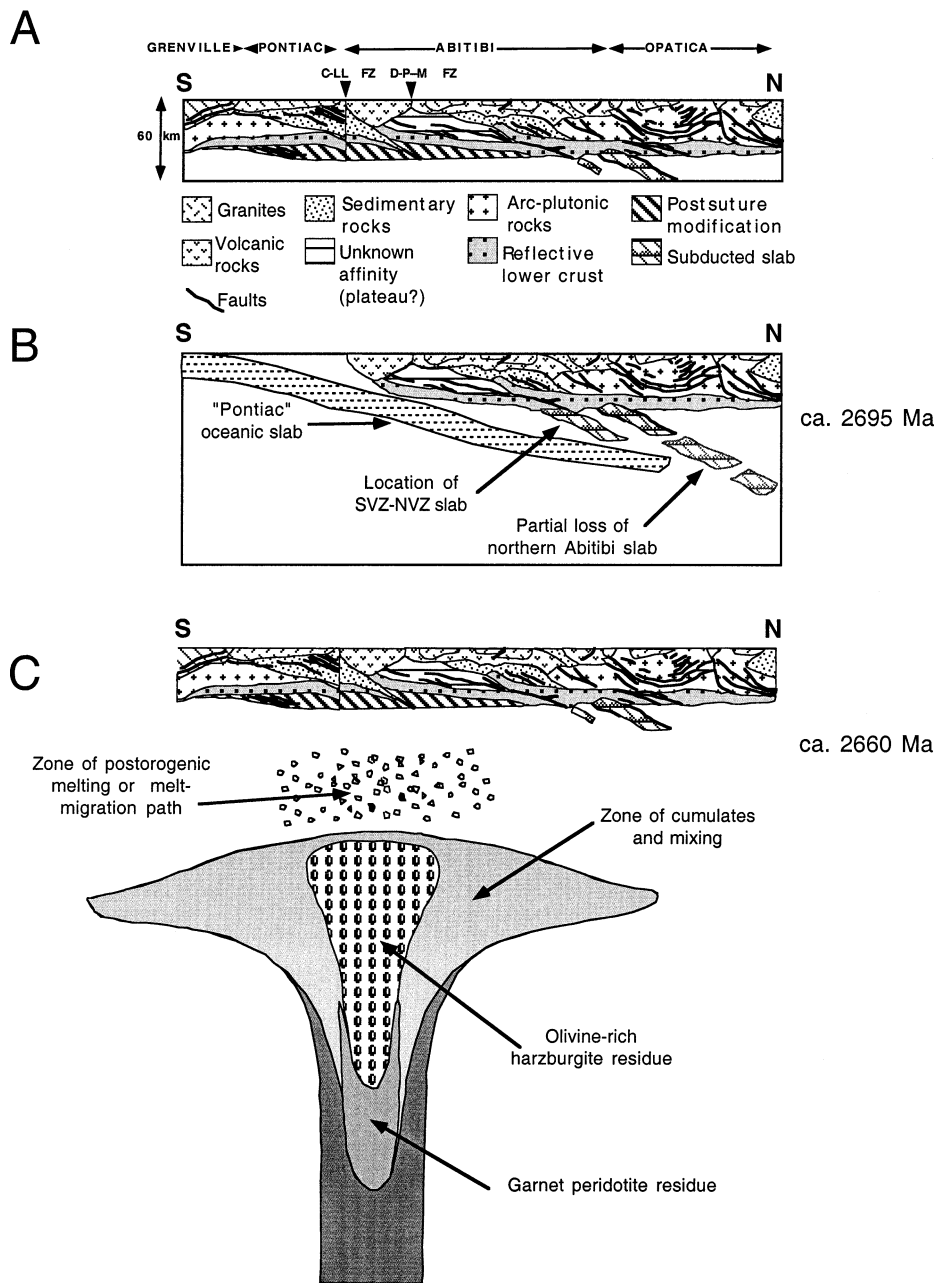 A
GRENVILLE PONTIAC ABITIBI OPATICA
C-LL FZ D-P-M FZ
S N
60 km
Granites
Sedimentary
rocks
Arc-plutonic
rocks
Postsuture
modification
Volcanic
rocks
Unknown
affinity
(plateau?)
Reflective
lower crust
Subducted slab
Faults
B
S N
"Pontiac"
oceanic slab
ca. 2695 Ma
Location of
SVZ-NVZ slab
Partial loss of
northern Abitibi slab
C
S N
ca. 2660 Ma
Zone of postorogenic
melting or melt-
migration path
Zone of cumulates
and mixing
Olivine-rich
harzburgite residue
Garnet peridotite residue